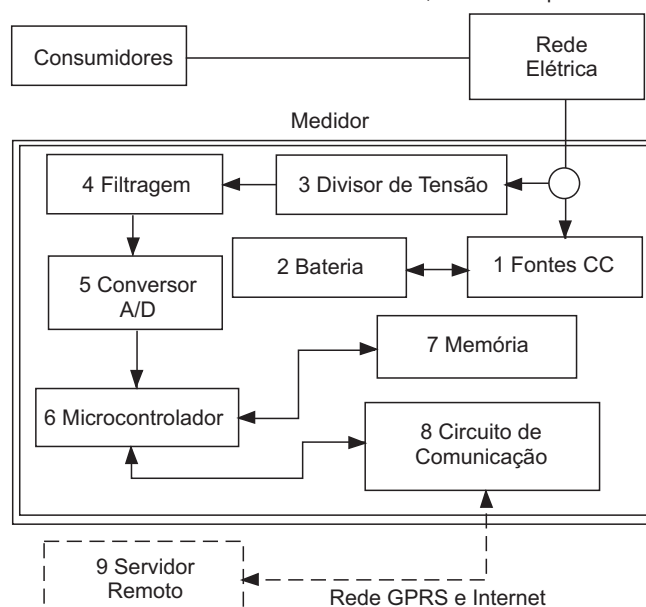 Consumidores
Rede
Elétrica
Medidor
4 Filtragem
3 Divisor de Tensão
5 Conversor
A/D
2 Bateria
1 Fontes CC
7 Memória
6 Microcontrolador
8 Circuito de
Comunicação
9 Servidor
Remoto
Rede GPRS e Internet